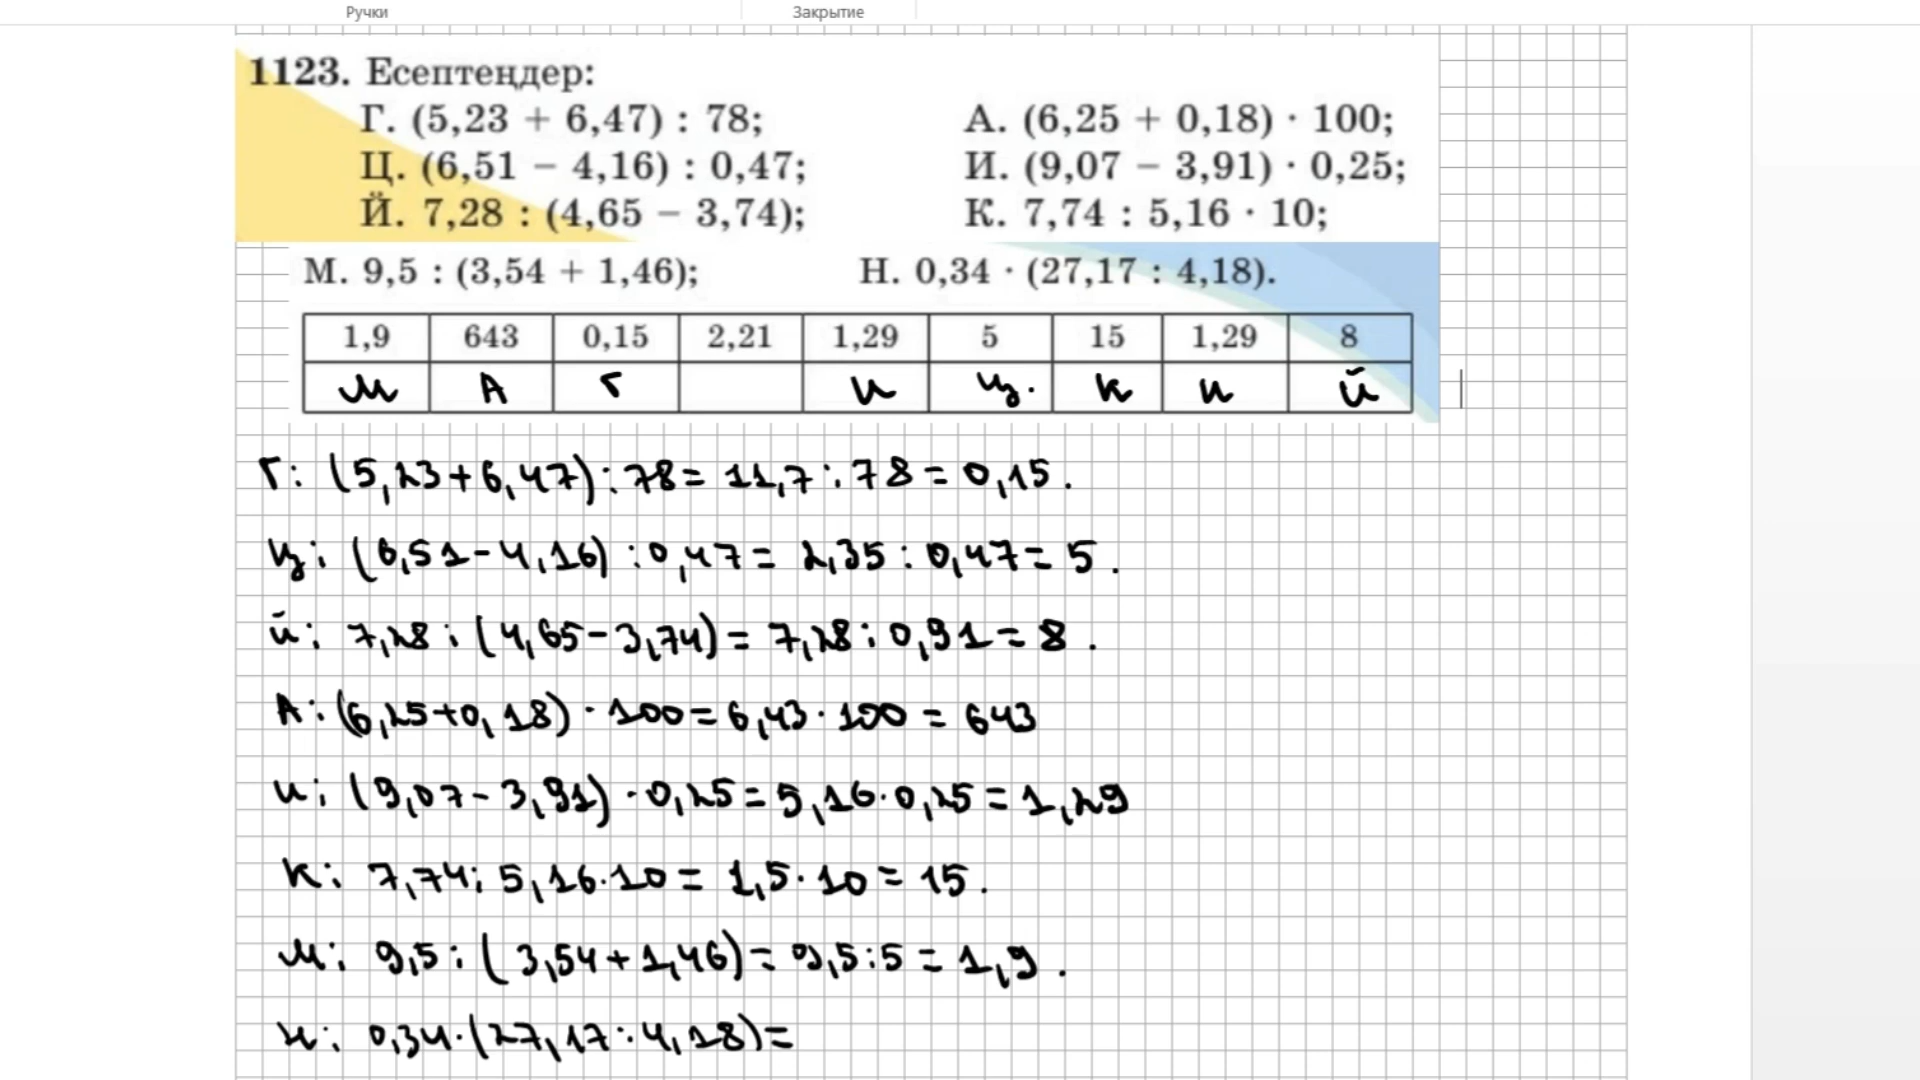 Ручки Закрытие
1123. Есептеңдер:
Г. (5,23 + 6,47) : 78; А. (6,25 + 0,18) · 100;
Ц. (6,51 − 4,16) : 0,47; И. (9,07 − 3,91) · 0,25;
Й. 7,28 : (4,65 − 3,74); К. 7,74 : 5,16 · 10;
М. 9,5 : (3,54 + 1,46); Н. 0,34 · (27,17 : 4,18).
1,9 643 0,15 2,21 1,29 5 15 1,29 8
М А Г И Ц. К И Й
Г: (5,23+6,47):78= 11,7:78=0,15.
Ц: (6,51-4,16):0,47= 2,35:0,47=5.
Й: 7,28:(4,65-3,74)=7,28:0,91=8.
А: (6,25+0,18)·100=6,43·100=643
И: (9,07-3,91)·0,25=5,16·0,25=1,29
К: 7,74:5,16·10=1,5·10=15.
М: 9,5:(3,54+1,46)=9,5:5=1,9.
Н: 0,34·(27,17:4,18)=